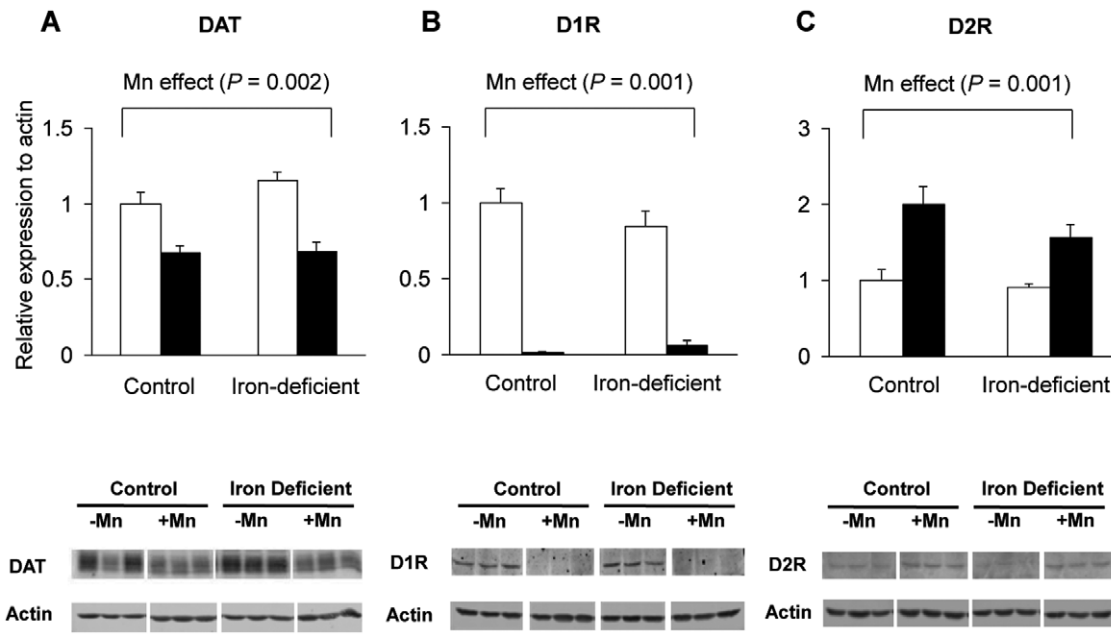 A DAT
Mn effect (P = 0.002)
Relative expression to actin
1.5
1
0.5
0
Control Iron-deficient
B D1R
Mn effect (P = 0.001)
1.5
1
0.5
0
Control Iron-deficient
C D2R
Mn effect (P = 0.001)
3
2
1
0
Control Iron-deficient
Control Iron Deficient
-Mn +Mn -Mn +Mn
DAT
Actin
Control Iron Deficient
-Mn +Mn -Mn +Mn
D1R
Actin
Control Iron Deficient
-Mn +Mn -Mn +Mn
D2R
Actin